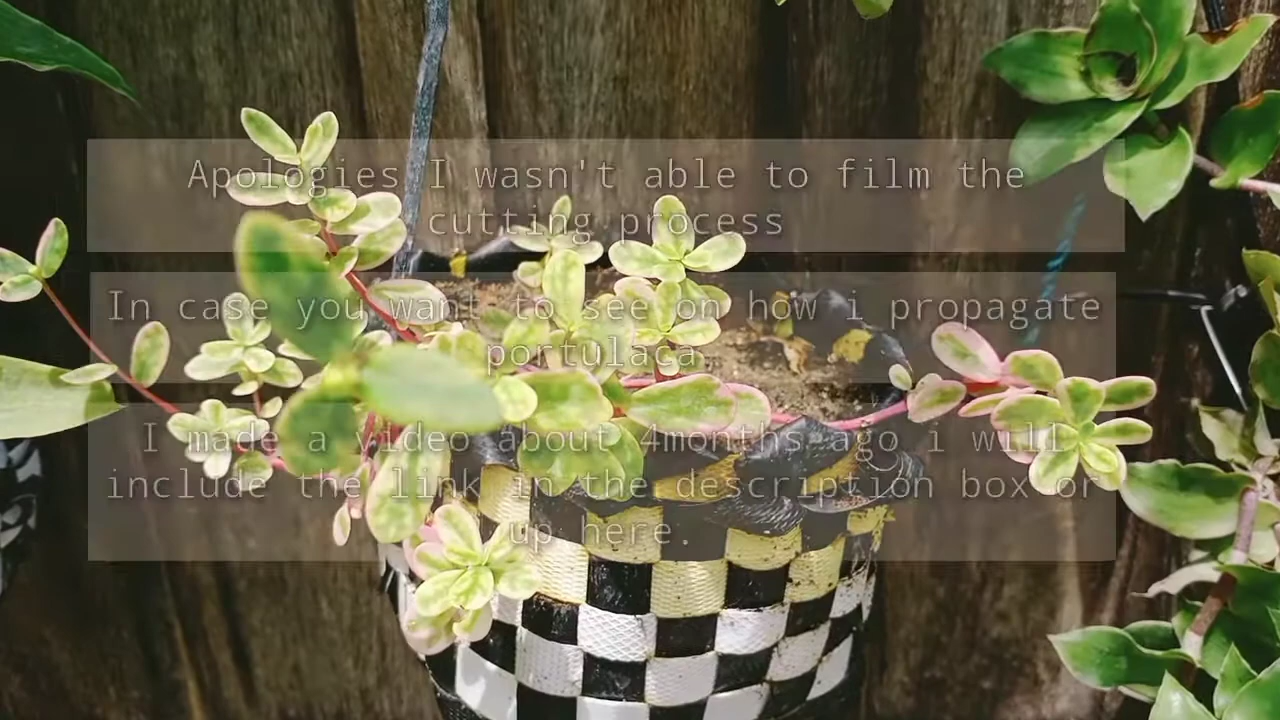 Apologies I wasn't able to film the
cutting process
In case you want to see on how i propagate
portulaca
I made a video about 4months ago i will
include the link in the decription box or
up here.